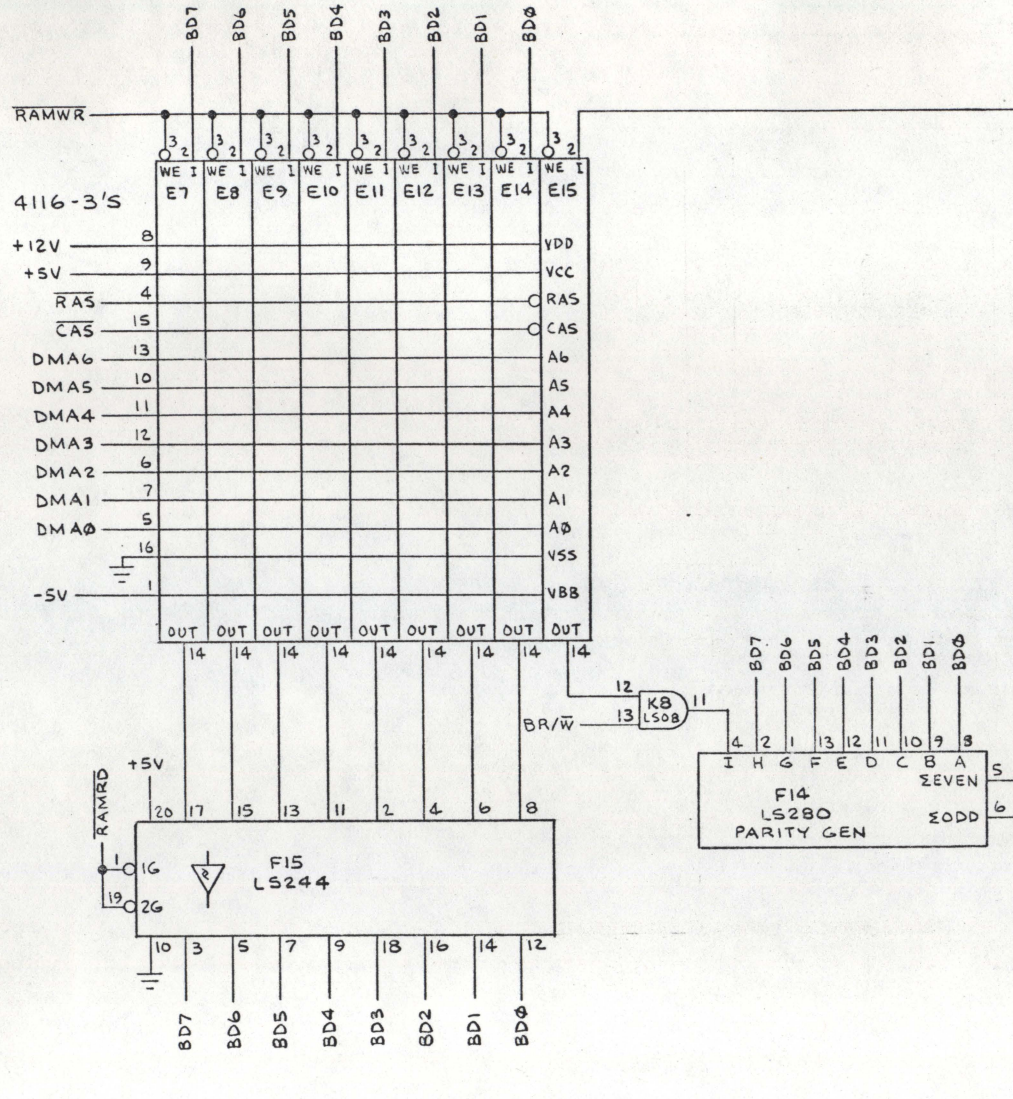 BD7 BD6 BD5 BD4 BD3 BD2 BD1 BDØ
R̅A̅M̅W̅R̅
3 2 3 2 3 2 3 2 3 2 3 2 3 2 3 2 3 2
WE I WE I WE I WE I WE I WE I WE I WE I WE I
E7 E8 E9 E10 E11 E12 E13 E14 E15
4116-3'S
+12V 8 VDD
+5V 9 VCC
R̅A̅S̅ 4 RAS
C̅A̅S̅ 15 CAS
DMA6 13 A6
DMA5 10 A5
DMA4 11 A4
DMA3 12 A3
DMA2 6 A2
DMA1 7 A1
DMAØ 5 AØ
16 VSS
-5V 1 VBB
OUT OUT OUT OUT OUT OUT OUT OUT OUT
14 14 14 14 14 14 14 14 14
12
13
BR/W̅
K8
LS08
11
BD7 BD6 BD5 BD4 BD3 BD2 BD1 BDØ
4 2 1 13 12 11 10 9 8
I H G F E D C B A
ΣEVEN 5
ΣODD 6
F14
LS280
PARITY GEN
+5V
R̅A̅M̅R̅D̅
20 17 15 13 11 2 4 6 8
1 1G
19 2G
F15
LS244
10 3 5 7 9 18 16 14 12
BD7 BD6 BD5 BD4 BD3 BD2 BD1 BDØ